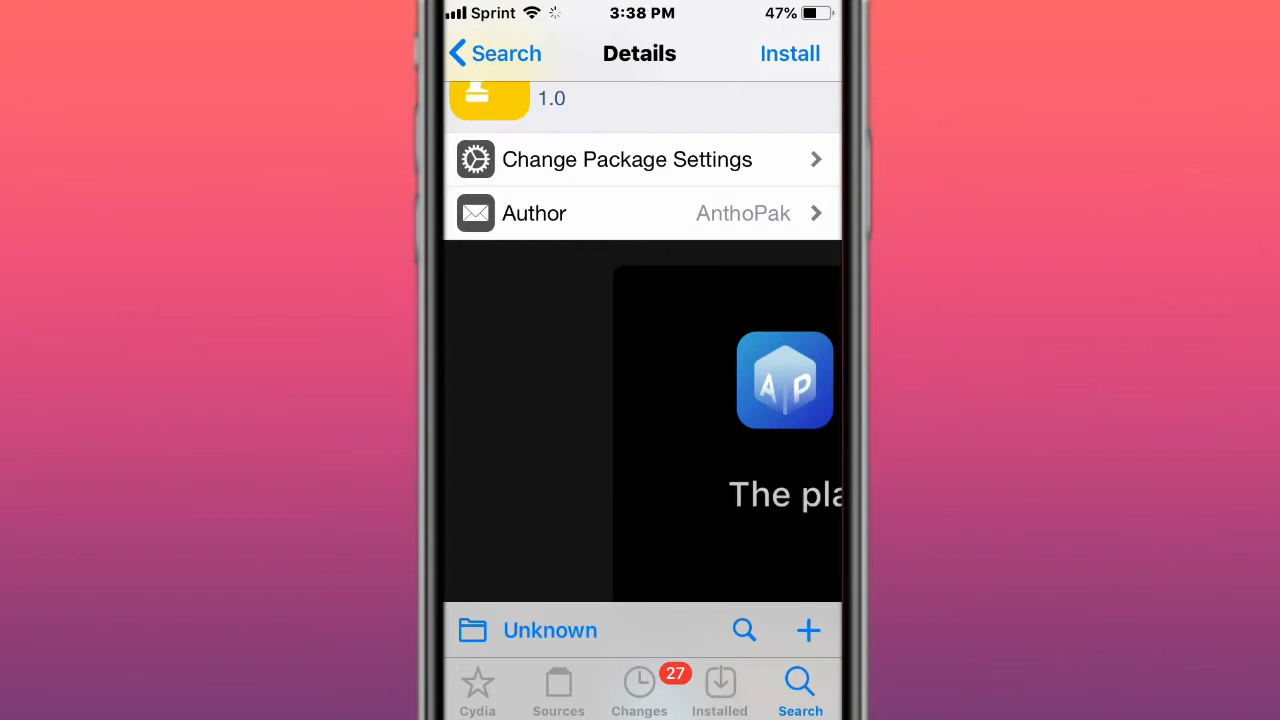 Sprint 3:38 PM 47%
Search Details Install
1.0
Change Package Settings
Author AnthoPak
A P
The pla
Unknown
27
Cydia Sources Changes Installed Search